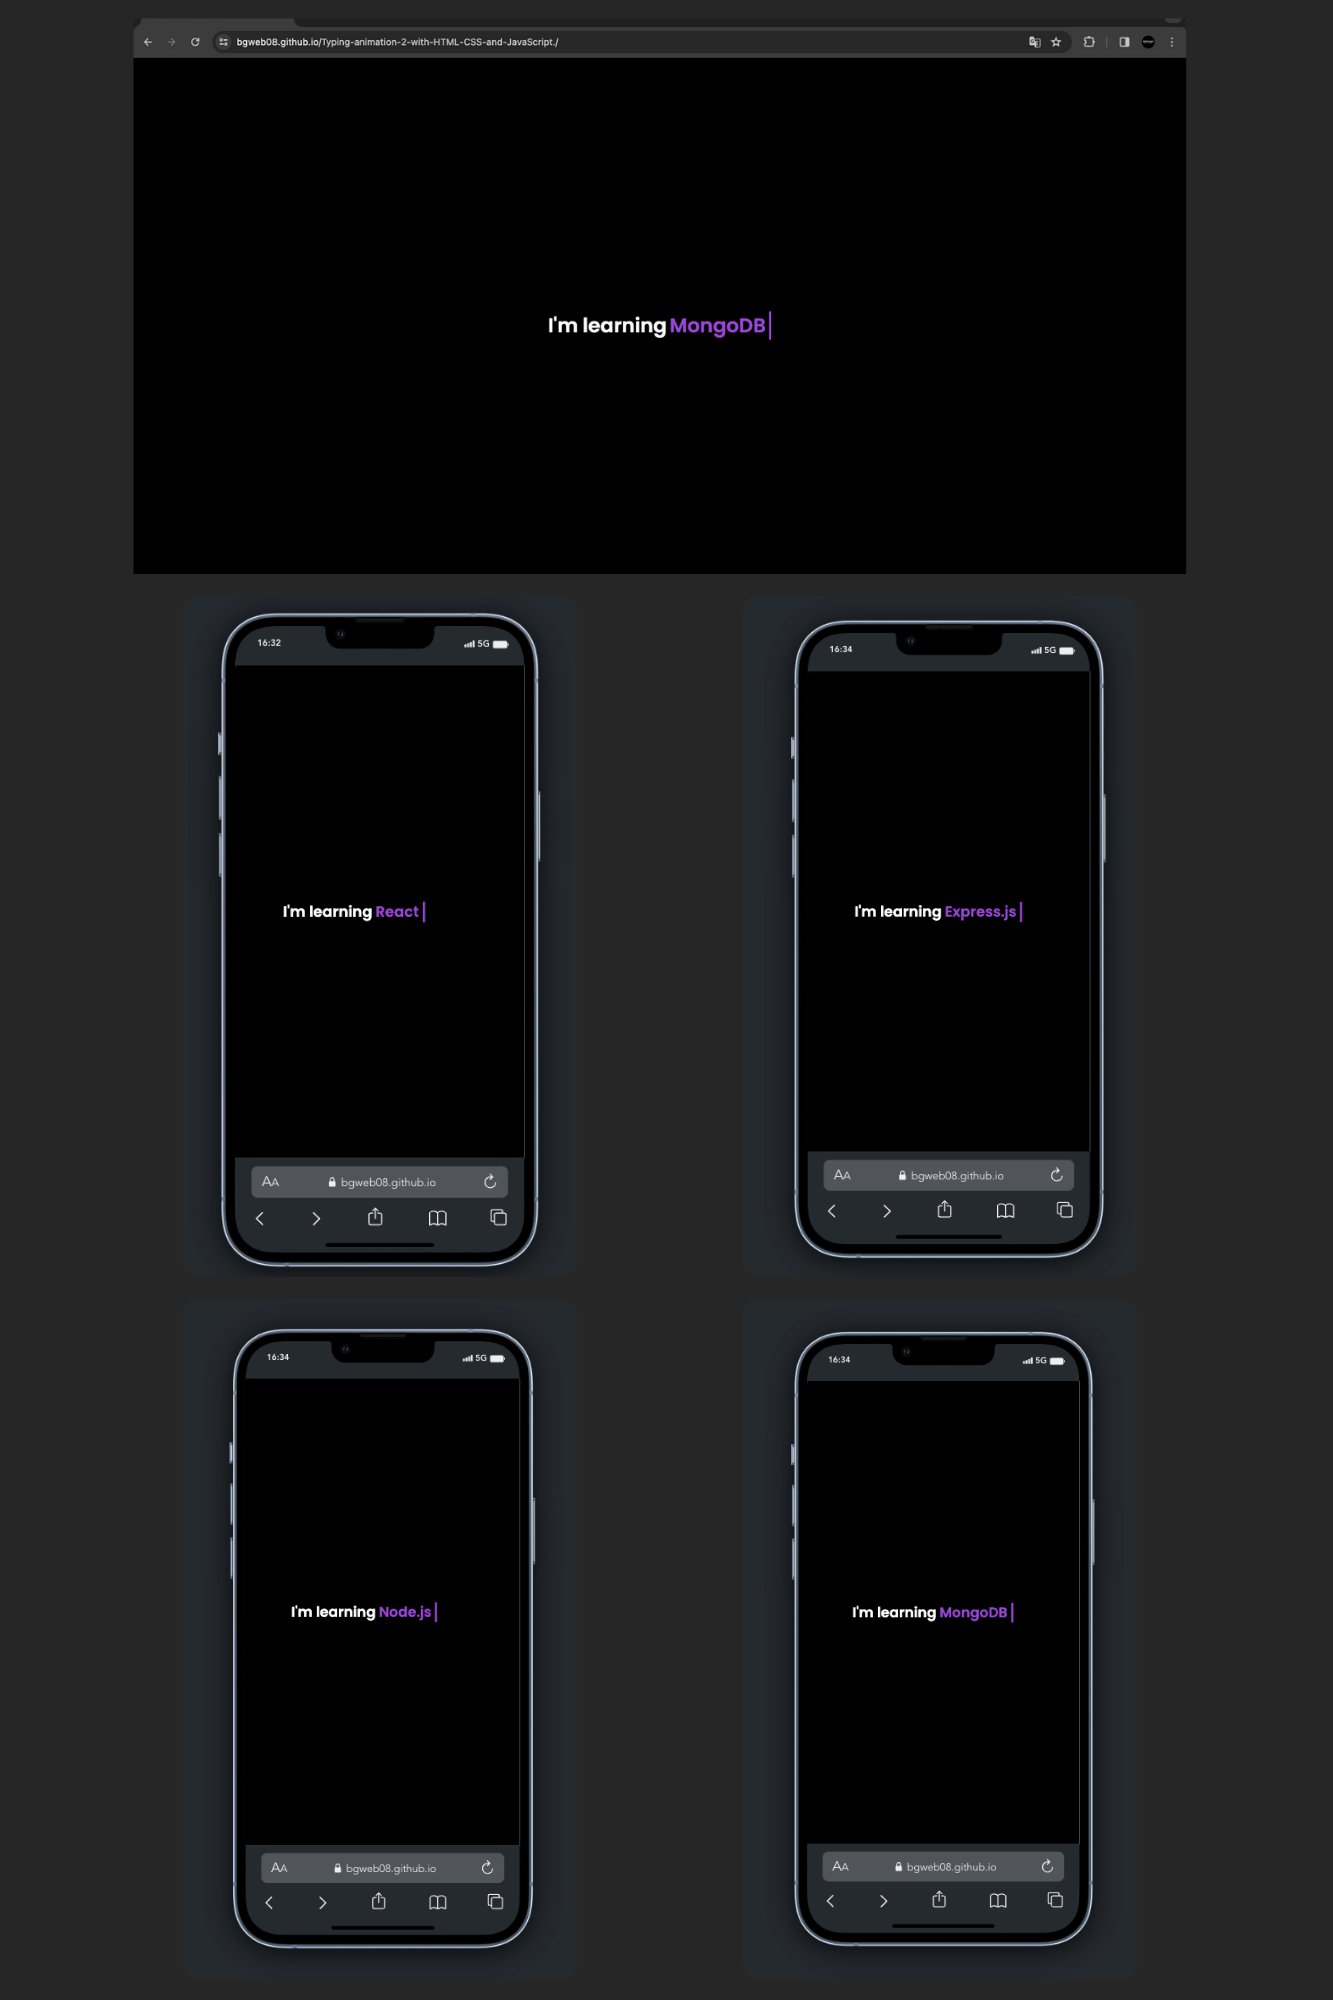 bgweb08.github.io/Typing-animation-2-with-HTML-CSS-and-JavaScript./
I'm learning MongoDB
16:32
5G
I'm learning React
AA
bgweb08.github.io
16:34
5G
I'm learning Express.js
AA
bgweb08.github.io
16:34
5G
I'm learning Node.js
AA
bgweb08.github.io
16:34
5G
I'm learning MongoDB
AA
bgweb08.github.io